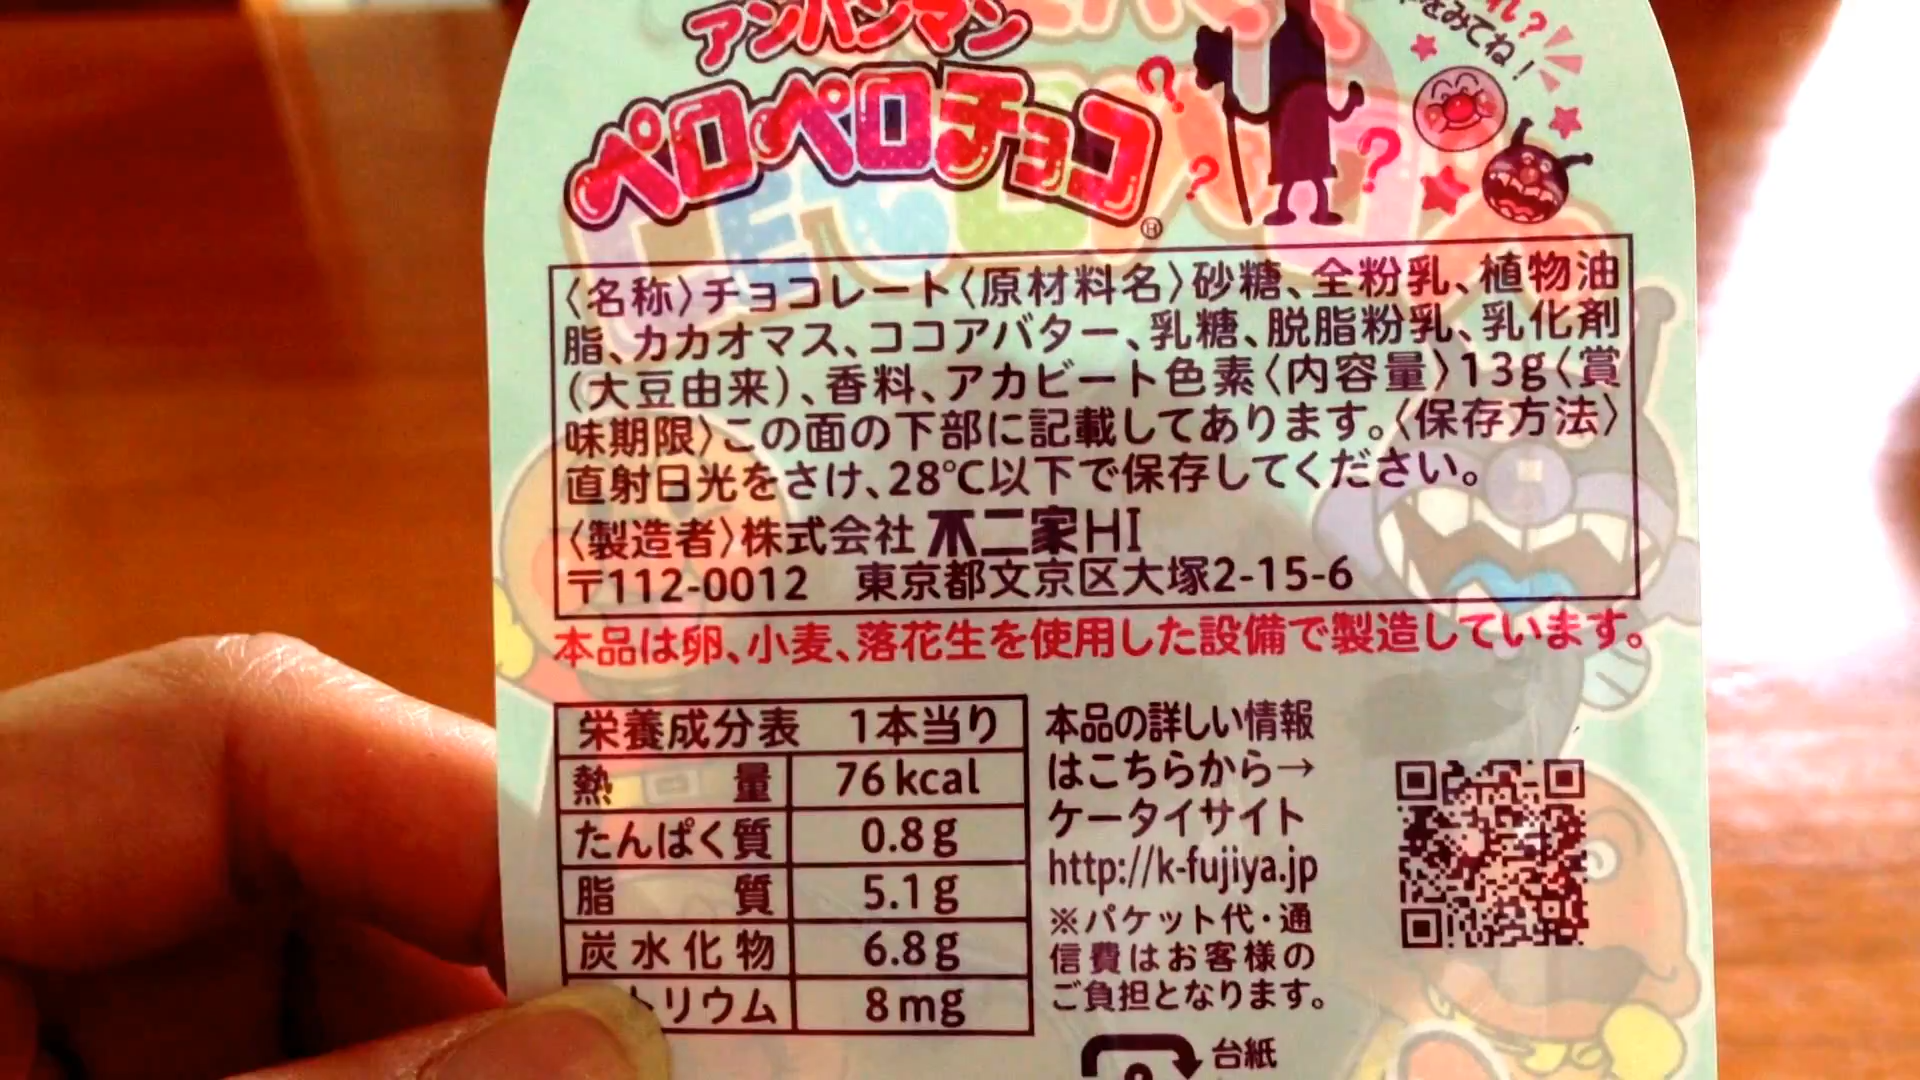 アンパンマン
ペロペロチョコ
®
をみてね！
〈名称〉チョコレート〈原材料名〉砂糖、全粉乳、植物油
脂、カカオマス、ココアバター、乳糖、脱脂粉乳、乳化剤
(大豆由来)、香料、アカビート色素〈内容量〉13g〈賞
味期限〉この面の下部に記載してあります。〈保存方法〉
直射日光をさけ、28℃以下で保存してください。
〈製造者〉株式会社 不二家HI
〒112-0012 東京都文京区大塚2-15-6
本品は卵、小麦、落花生を使用した設備で製造しています。
栄養成分表 1本当り
熱量 76kcal
たんぱく質 0.8g
脂質 5.1g
炭水化物 6.8g
トリウム 8mg
本品の詳しい情報
はこちらから→
ケータイサイト
http://k-fujiya.jp
※パケット代・通
信費はお客様の
ご負担となります。
台紙